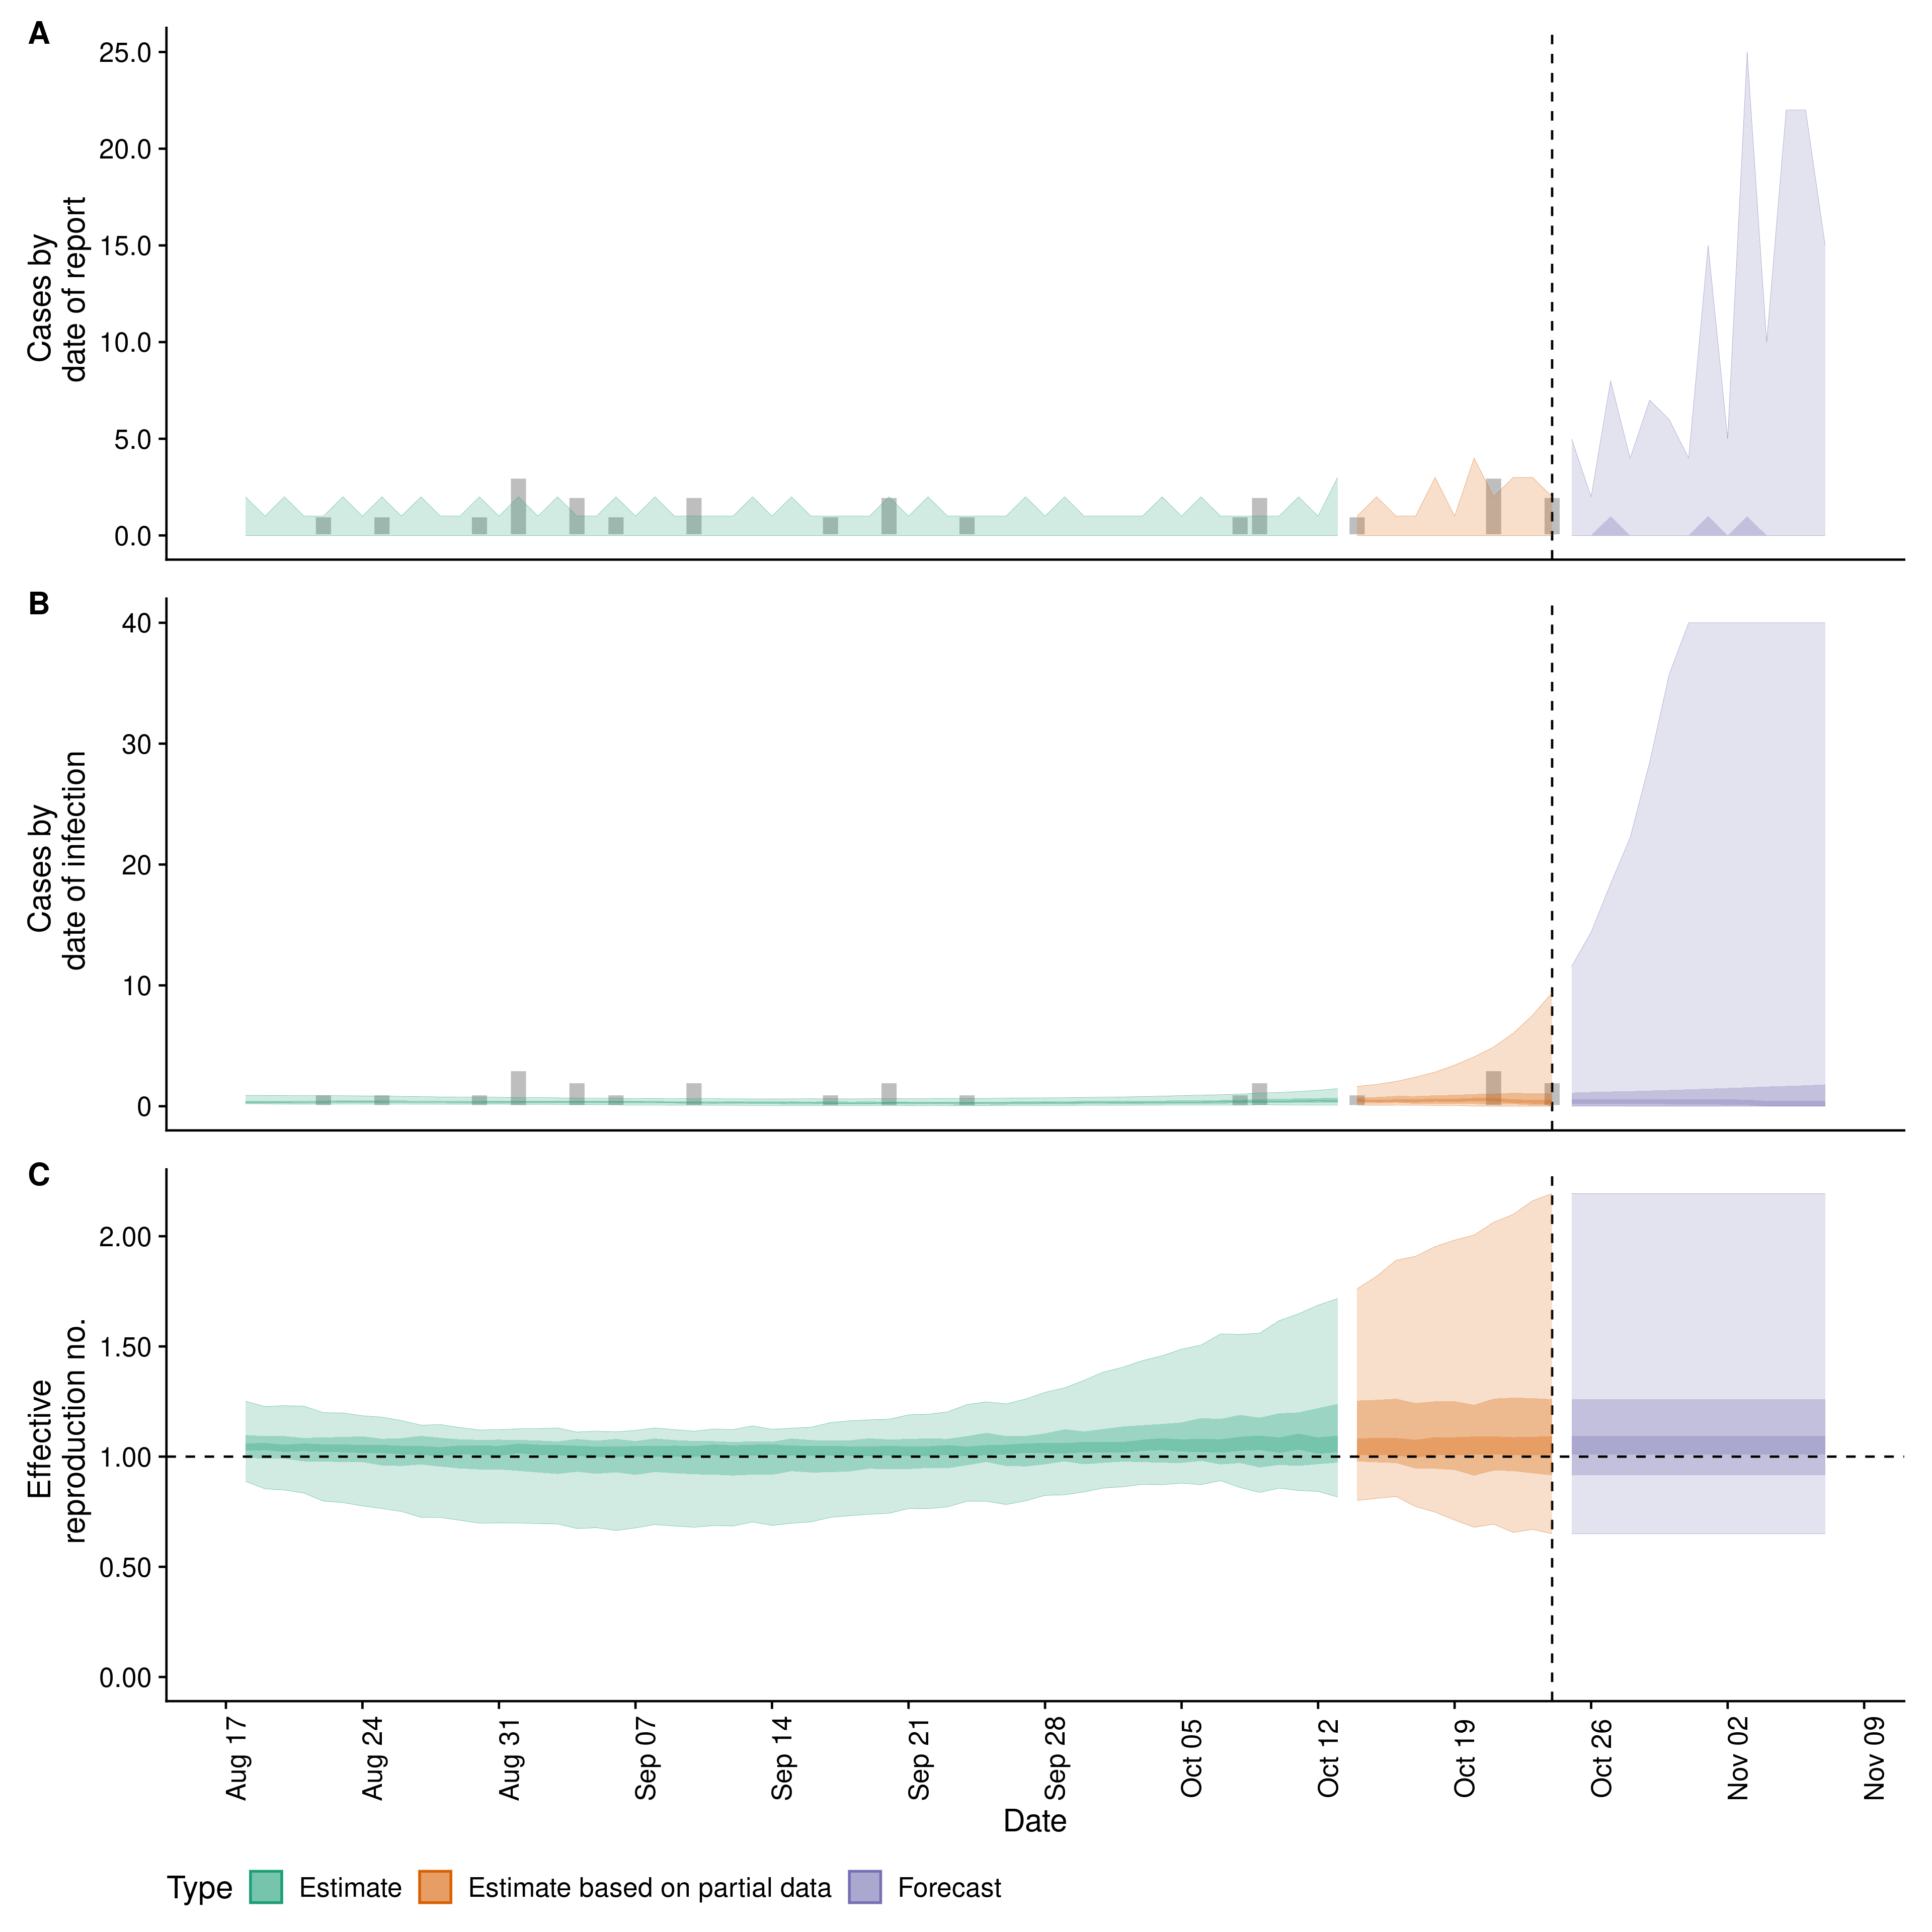 A
25.0
20.0
15.0
10.0
5.0
0.0
Cases by
date of report
B
40
30
20
10
0
Cases by
date of infection
C
2.00
1.50
1.00
0.50
0.00
Effective
reproduction no.
Aug 17
Aug 24
Aug 31
Sep 07
Sep 14
Sep 21
Sep 28
Oct 05
Oct 12
Oct 19
Oct 26
Nov 02
Nov 09
Date
Type Estimate Estimate based on partial data Forecast